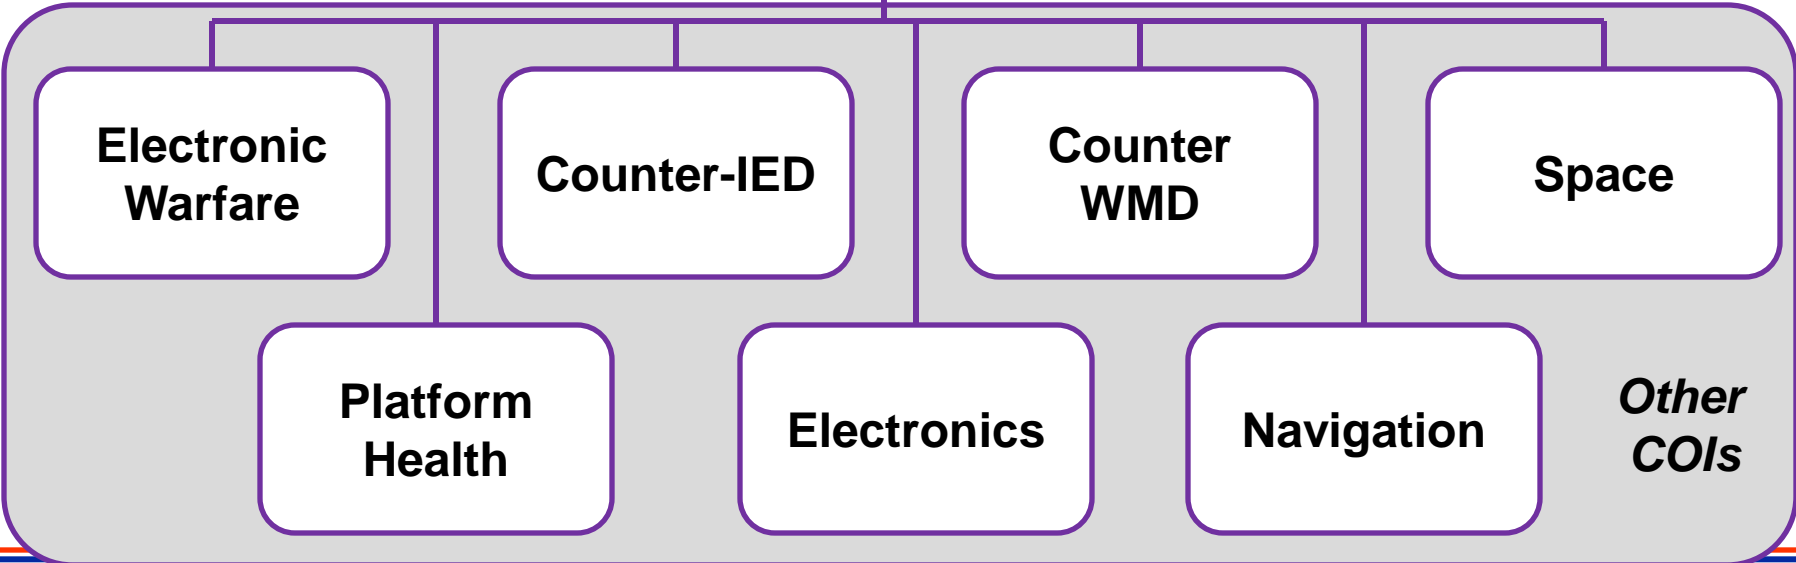 Electronic
Warfare
Counter-IED
Counter
WMD
Space
Platform
Health
Electronics
Navigation
Other
COIs